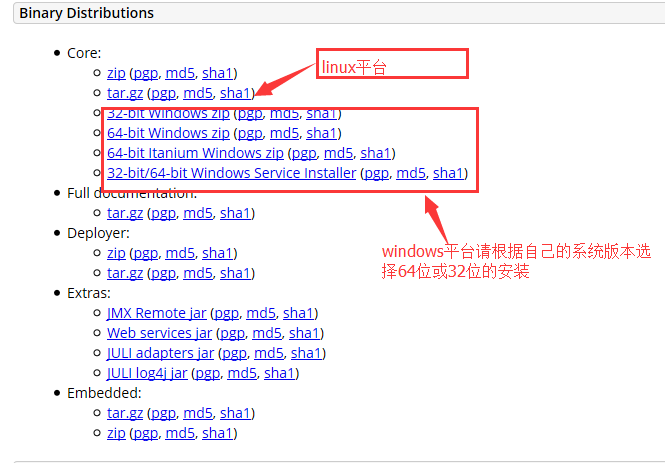 Binary Distributions
Core:
zip (pgp, md5, sha1)
linux平台
tar.gz (pgp, md5, sha1)
32-bit Windows zip (pgp, md5, sha1)
64-bit Windows zip (pgp, md5, sha1)
64-bit Itanium Windows zip (pgp, md5, sha1)
32-bit/64-bit Windows Service Installer (pgp, md5, sha1)
Full documentation:
tar.gz (pgp, md5, sha1)
Deployer:
zip (pgp, md5, sha1)
tar.gz (pgp, md5, sha1)
windows平台请根据自己的系统版本选
择64位或32位的安装
Extras:
JMX Remote jar (pgp, md5, sha1)
Web services jar (pgp, md5, sha1)
JULI adapters jar (pgp, md5, sha1)
JULI log4j jar (pgp, md5, sha1)
Embedded:
tar.gz (pgp, md5, sha1)
zip (pgp, md5, sha1)